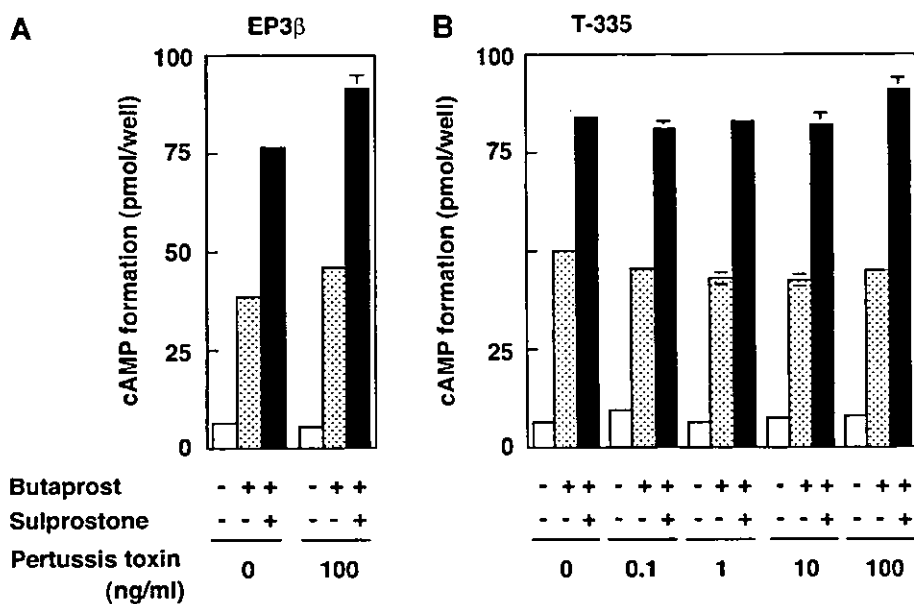 A EP3β
cAMP formation (pmol/well)
100
75
50
25
0
B T-335
cAMP formation (pmol/well)
100
75
50
25
0
Butaprost - + + - + + - + + - + + - + + - + + - + +
Sulprostone - - + - - + - - + - - + - - + - - + - - +
Pertussis toxin (ng/ml) 0 100 0 0.1 1 10 100